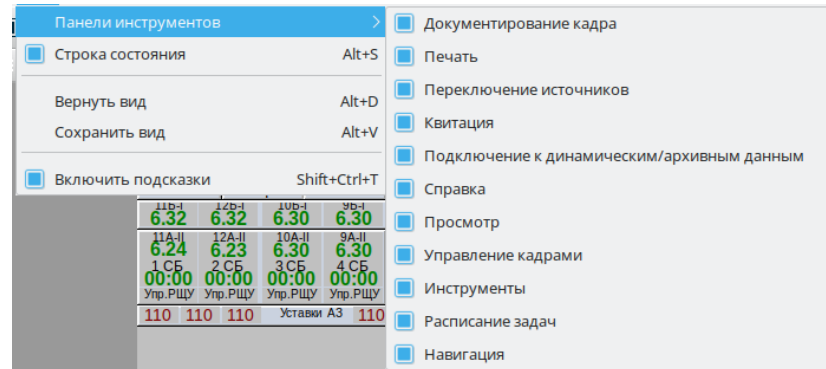 Панели инструментов
Строка состояния Alt+S
Вернуть вид Alt+D
Сохранить вид Alt+V
Включить подсказки Shift+Ctrl+T
Документирование кадра
Печать
Переключение источников
Квитация
Подключение к динамическим/архивным данным
Справка
Просмотр
Управление кадрами
Инструменты
Расписание задач
Навигация
11Б-I 12Б-I 10Б-I 9Б-I
6.32 6.32 6.30 6.30
11А-II 12А-II 10А-II 9А-II
6.24 6.23 6.30 6.30
1 СБ 2 СБ 3 СБ 4 СБ
00:00 00:00 00:00 00:00
Упр.РЩУ Упр.РЩУ Упр.РЩУ Упр.РЩУ
110 110 110 Уставки АЗ 110